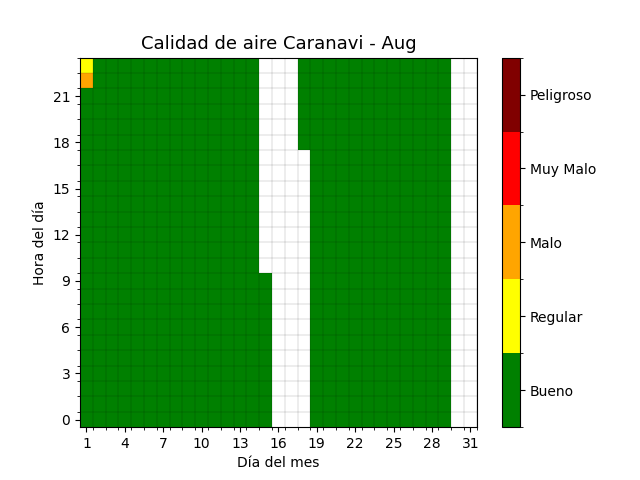 Calidad de aire Caranavi - Aug
Hora del día
21
18
15
12
9
6
3
0
1 4 7 10 13 16 19 22 25 28 31
Día del mes
Peligroso
Muy Malo
Malo
Regular
Bueno